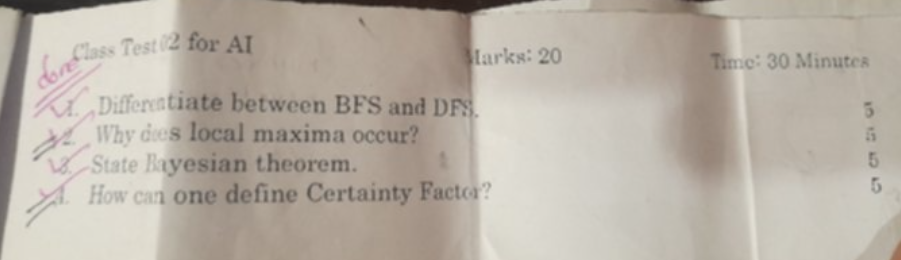 done
Class Test 02 for AI Marks: 20 Time: 30 Minutes
1. Differentiate between BFS and DFS. 5
2. Why does local maxima occur? 5
3. State Bayesian theorem. 5
4. How can one define Certainty Factor? 5